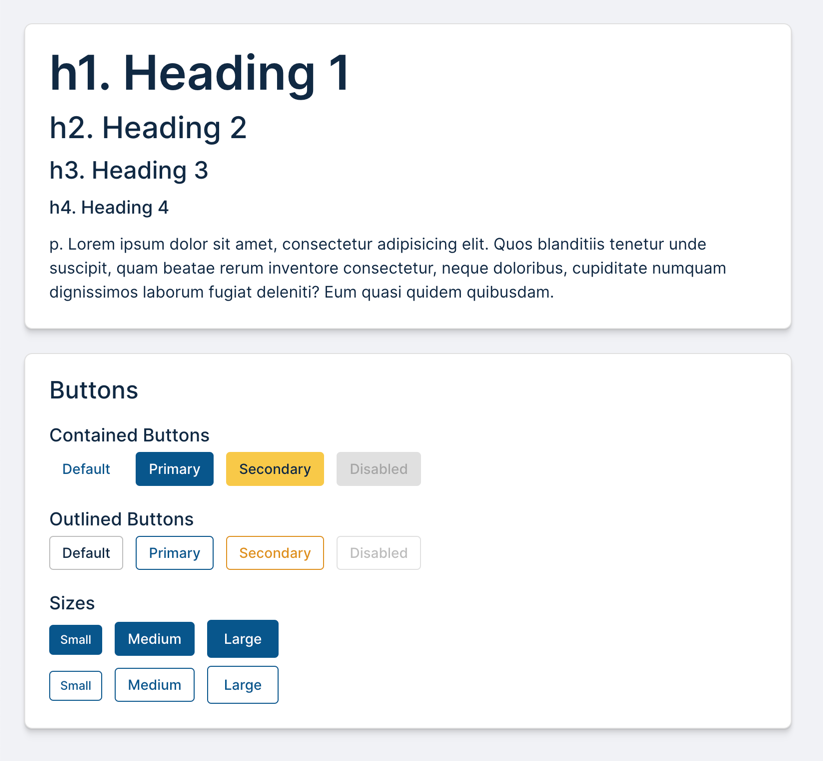 h1. Heading 1
h2. Heading 2
h3. Heading 3
h4. Heading 4
p. Lorem ipsum dolor sit amet, consectetur adipisicing elit. Quos blanditiis tenetur unde
suscipit, quam beatae rerum inventore consectetur, neque doloribus, cupiditate numquam
dignissimos laborum fugiat deleniti? Eum quasi quidem quibusdam.
Buttons
Contained Buttons
Default Primary Secondary Disabled
Outlined Buttons
Default Primary Secondary Disabled
Sizes
Small Medium Large
Small Medium Large